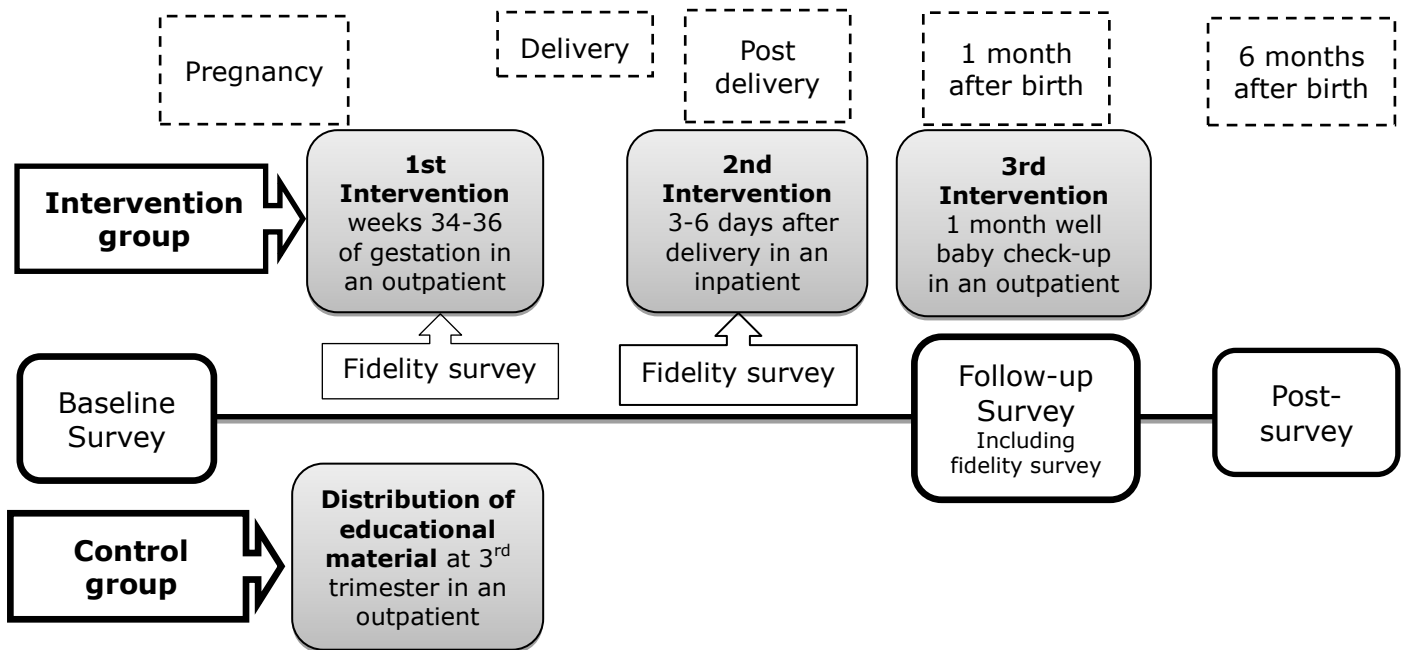 Pregnancy
Delivery
Post
delivery
1 month
after birth
6 months
after birth
Intervention
group
1st
Intervention
weeks 34-36
of gestation in
an outpatient
2nd
Intervention
3-6 days after
delivery in an
inpatient
3rd
Intervention
1 month well
baby check-up
in an outpatient
Fidelity survey
Fidelity survey
Baseline
Survey
Follow-up
Survey
Including
fidelity survey
Post-
survey
Control
group
Distribution of
educational
material at 3rd
trimester in an
outpatient